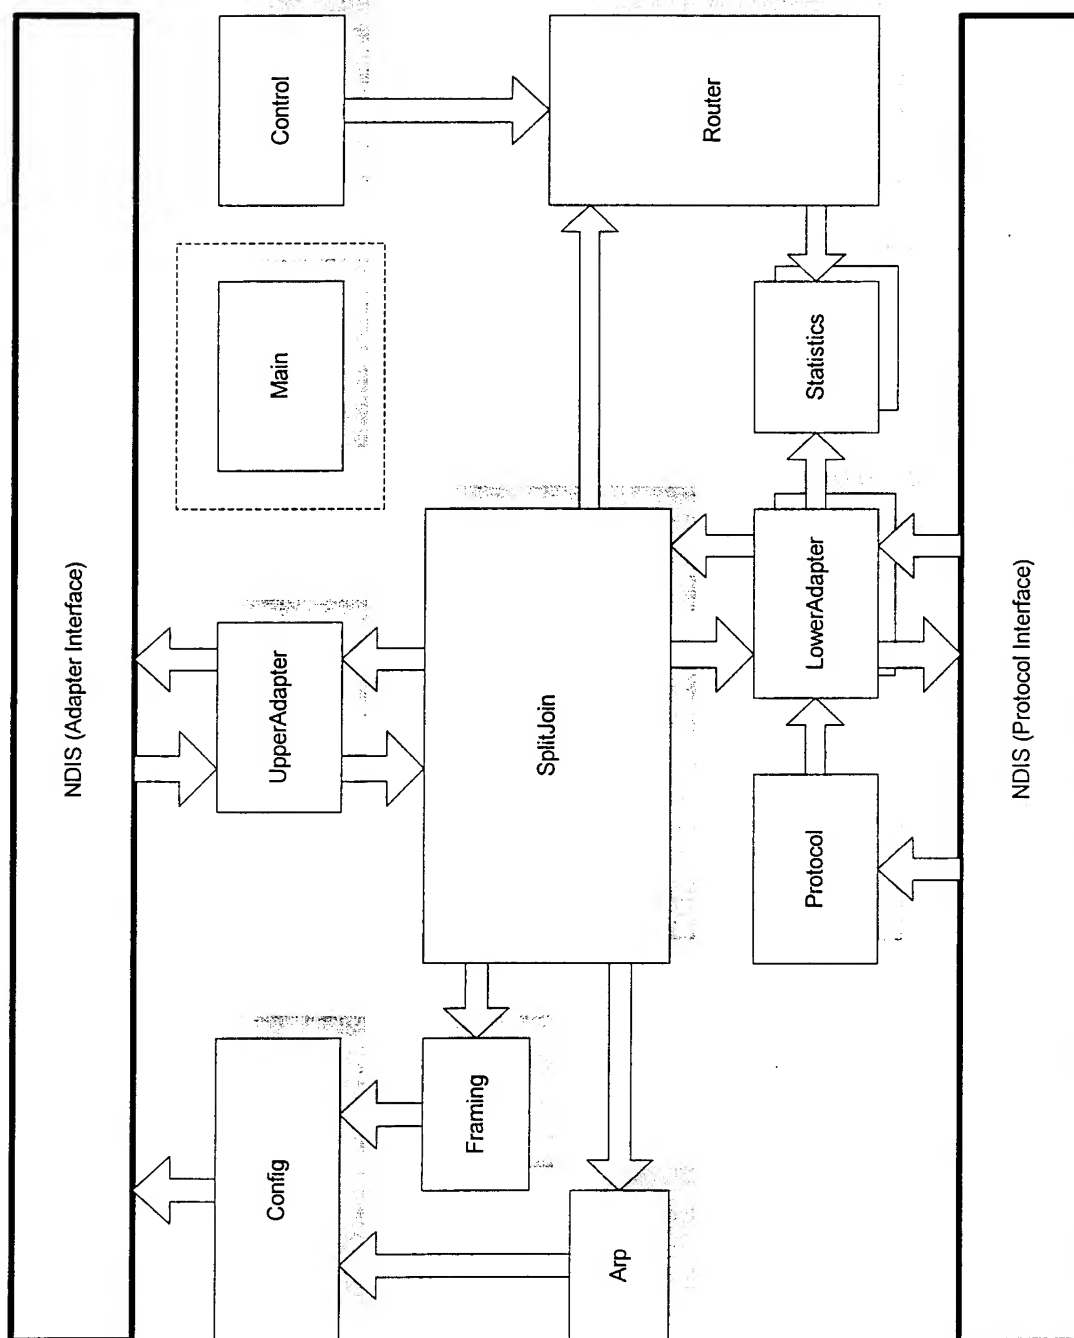 NDIS (Adapter Interface)
Config
UpperAdapter
Main
Control
Framing
SplitJoin
Arp
Router
Protocol
LowerAdapter
Statistics
NDIS (Protocol Interface)